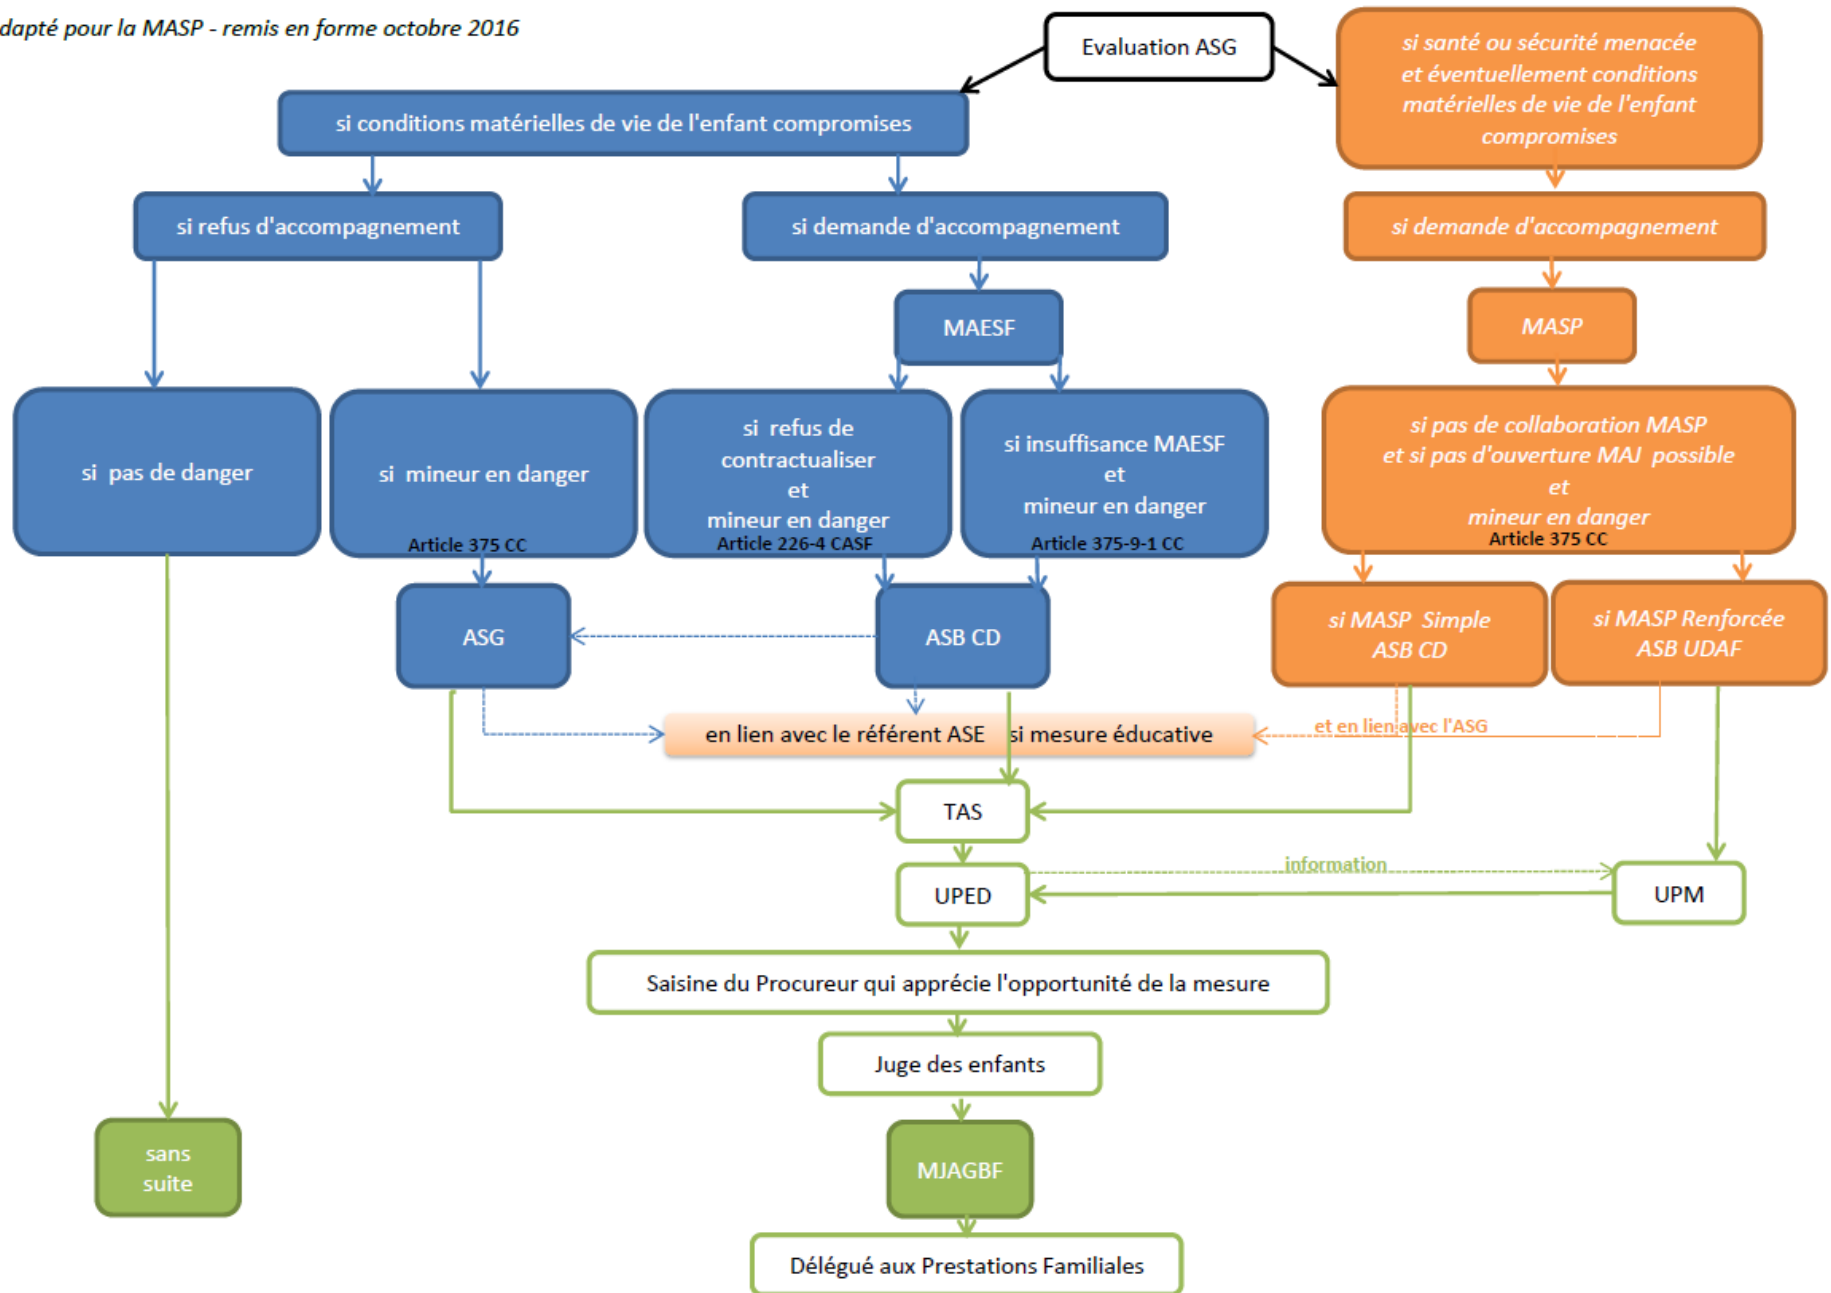 dapté pour la MASP - remis en forme octobre 2016
Evaluation ASG
si santé ou sécurité menacée
et éventuellement conditions
matérielles de vie de l'enfant
compromises
si conditions matérielles de vie de l'enfant compromises
si refus d'accompagnement
si demande d'accompagnement
si demande d'accompagnement
MAESF
MASP
si pas de danger
si mineur en danger
Article 375 CC
si refus de
contractualiser
et
mineur en danger
Article 226-4 CASF
si insuffisance MAESF
et
mineur en danger
Article 375-9-1 CC
si pas de collaboration MASP
et si pas d'ouverture MAJ possible
et
mineur en danger
Article 375 CC
ASG
ASB CD
si MASP Simple
ASB CD
si MASP Renforcée
ASB UDAF
en lien avec le référent ASE si mesure éducative
et en lien avec l'ASG
TAS
UPED
information
UPM
Saisine du Procureur qui apprécie l'opportunité de la mesure
Juge des enfants
sans
suite
MJAGBF
Délégué aux Prestations Familiales